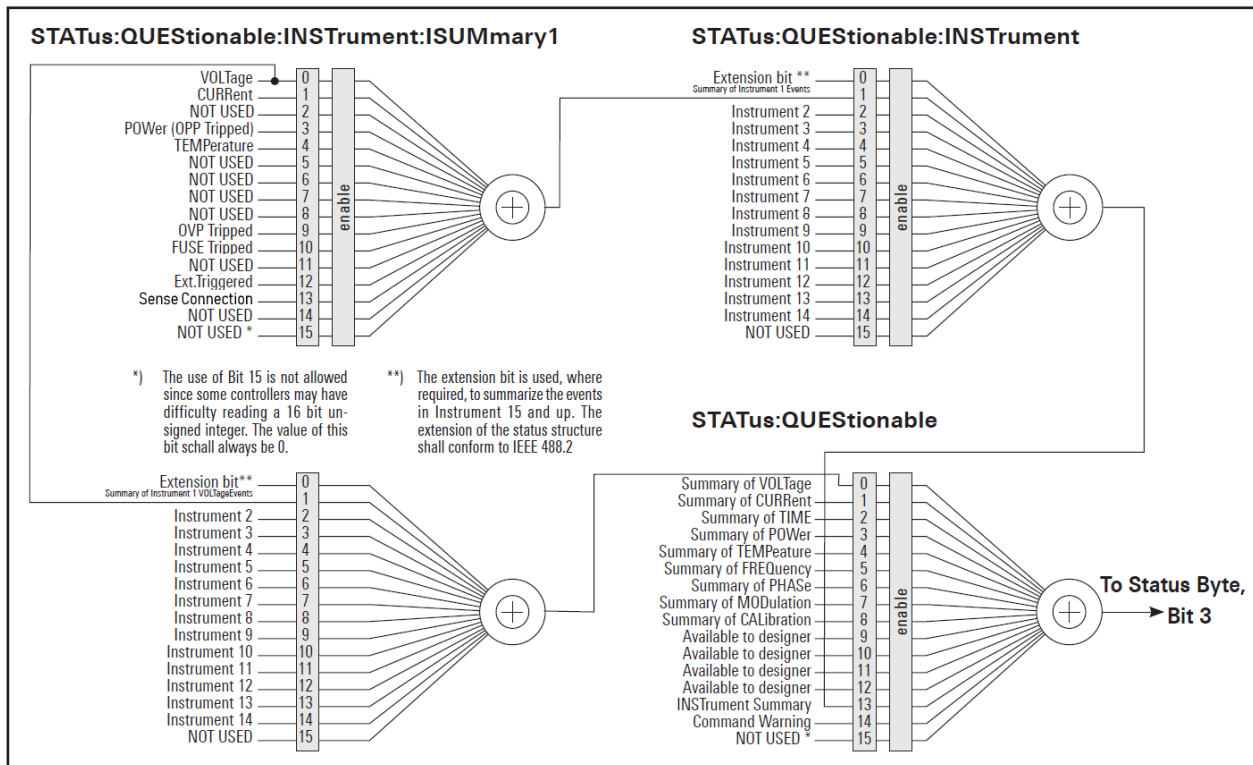 STATus:QUEStionable:INSTrument:ISUMmary1
VOLTage 0
CURRent 1
NOT USED 2
POWer (OPP Tripped) 3
TEMPerature 4
NOT USED 5
NOT USED 6
NOT USED 7
NOT USED 8
OVP Tripped 9
FUSE Tripped 10
NOT USED 11
Ext.Triggered 12
Sense Connection 13
NOT USED 14
NOT USED * 15
enable
STATus:QUEStionable:INSTrument
Extension bit ** 0
Summary of Instrument 1 Events 1
Instrument 2 2
Instrument 3 3
Instrument 4 4
Instrument 5 5
Instrument 6 6
Instrument 7 7
Instrument 8 8
Instrument 9 9
Instrument 10 10
Instrument 11 11
Instrument 12 12
Instrument 13 13
Instrument 14 14
NOT USED 15
enable
*) The use of Bit 15 is not allowed
since some controllers may have
difficulty reading a 16 bit un-
signed integer. The value of this
bit schall always be 0.
**) The extension bit is used, where
required, to summarize the events
in Instrument 15 and up. The
extension of the status structure
shall conform to IEEE 488.2
Extension bit** 0
Summary of Instrument 1 VOLTageEvents 1
Instrument 2 2
Instrument 3 3
Instrument 4 4
Instrument 5 5
Instrument 6 6
Instrument 7 7
Instrument 8 8
Instrument 9 9
Instrument 10 10
Instrument 11 11
Instrument 12 12
Instrument 13 13
Instrument 14 14
NOT USED 15
STATus:QUEStionable
Summary of VOLTage 0
Summary of CURRent 1
Summary of TIME 2
Summary of POWer 3
Summary of TEMPeature 4
Summary of FREQuency 5
Summary of PHASe 6
Summary of MODulation 7
Summary of CALibration 8
Available to designer 9
Available to designer 10
Available to designer 11
Available to designer 12
INSTrument Summary 13
Command Warning 14
NOT USED * 15
enable
To Status Byte,
Bit 3